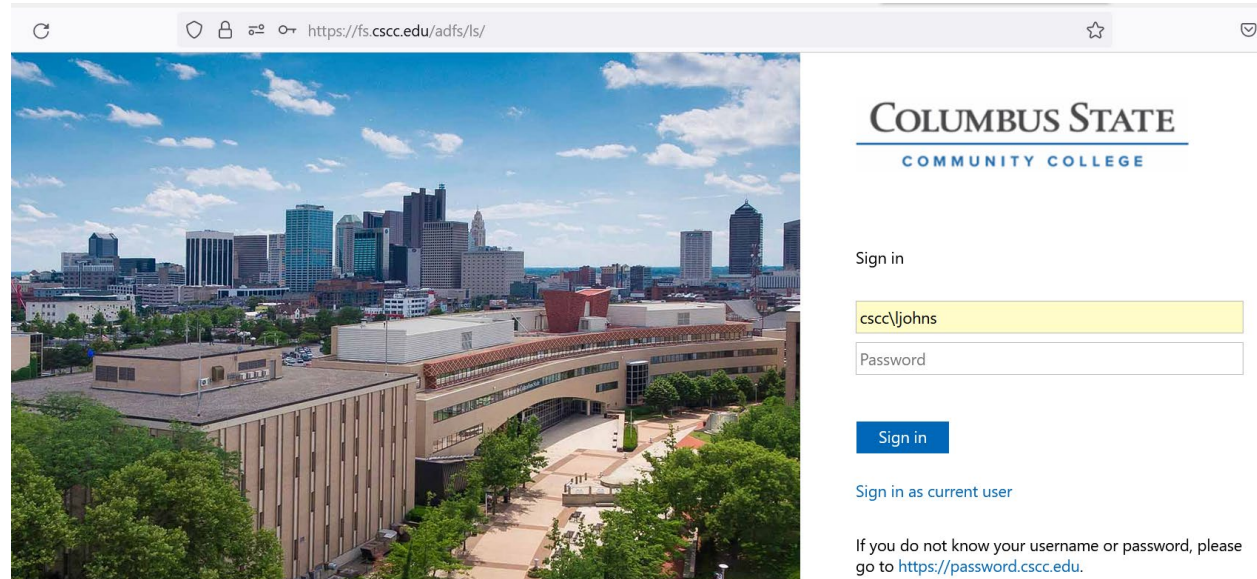 https://fs.cscc.edu/adfs/ls/
COLUMBUS STATE
COMMUNITY COLLEGE
Sign in
cscc\ljohns
Password
Sign in
Sign in as current user
If you do not know your username or password, please
go to https://password.cscc.edu.